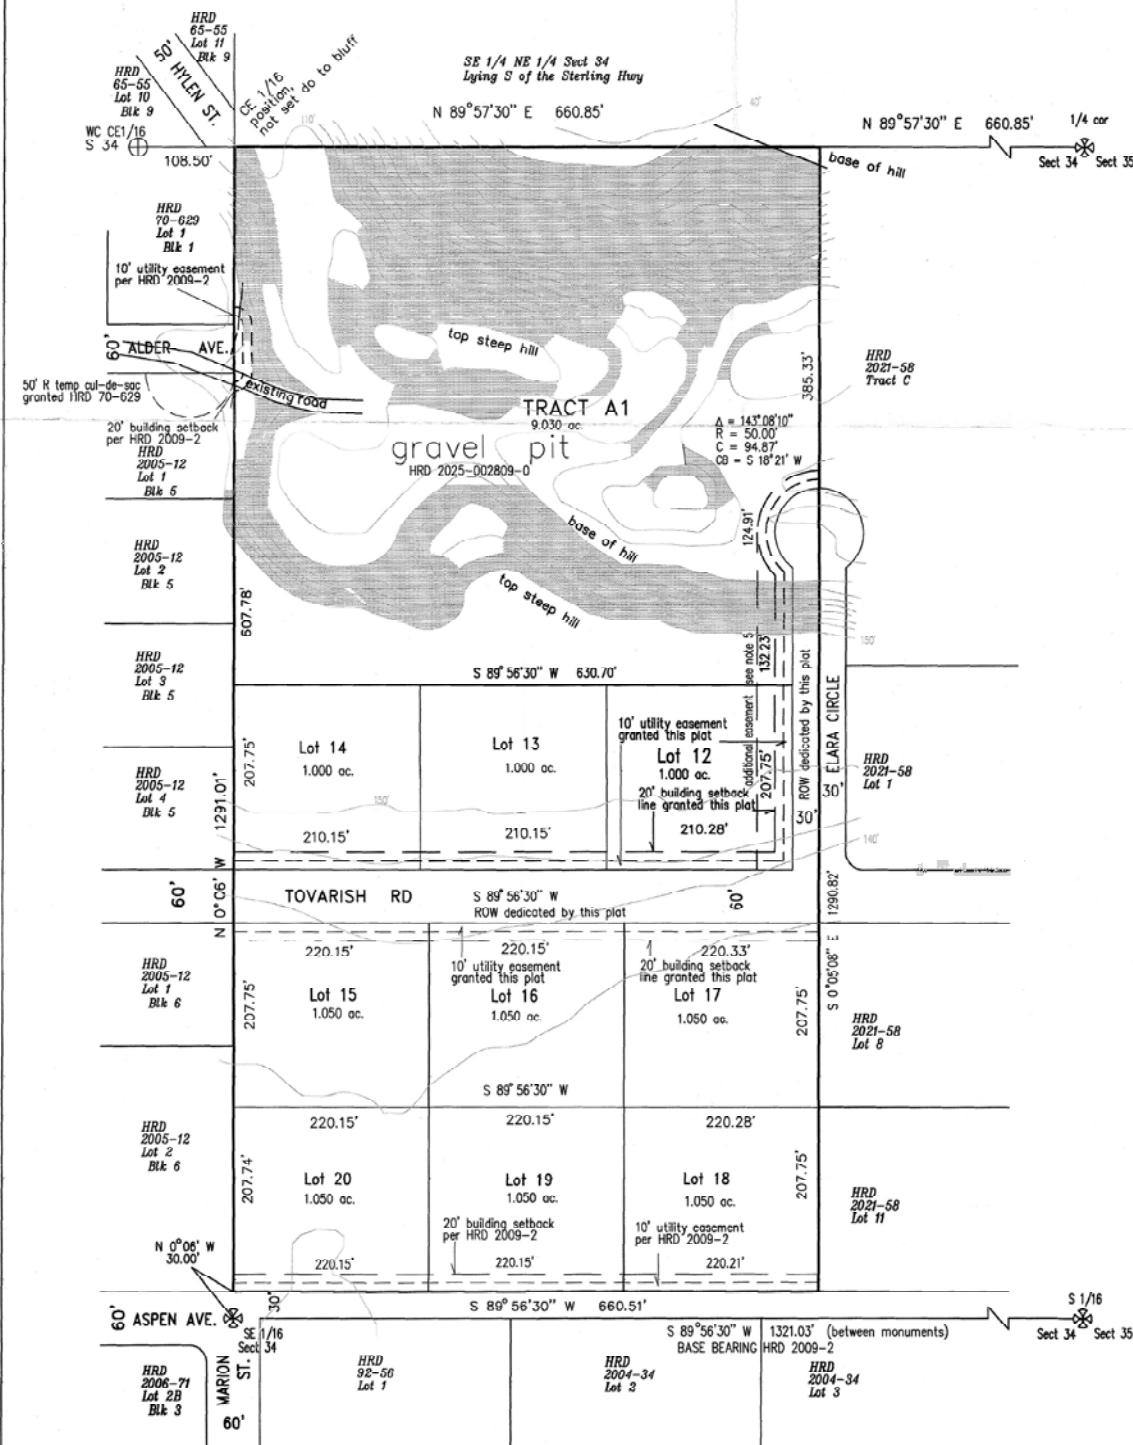 HRD
65-55
Lot 11
Blk 9
50' HYLEN ST.
HRD
65-55
Lot 10
Blk 9
CE 1/16
position,
not set do to bluff
SE 1/4 NE 1/4 Sect 34
Lying S of the Sterling Hwy
N 89°57'30" E 660.85'
40'
110'
N 89°57'30" E 660.85'
1/4 cor
Sect 34
Sect 35
WC CE1/16
S 34
108.50'
base of hill
HRD
70-629
Lot 1
Blk 1
10' utility easement
per HRD 2009-2
60'
ALDER AVE.
existing road
50' R temp cul-de-sac
granted HRD 70-629
20' building setback
per HRD 2009-2
HRD
2005-12
Lot 1
Blk 5
top steep hill
TRACT A1
9.030 ac.
gravel pit
HRD 2025-002809-0
385.33'
HRD
2021-58
Tract C
Δ = 143°08'10"
R = 50.00'
C = 94.87'
CB = S 18°21' W
124.91'
base of hill
top steep hill
HRD
2005-12
Lot 2
Blk 5
607.78'
150'
HRD
2005-12
Lot 3
Blk 5
S 89°56'30" W 630.70'
additional easement see note 5
132.23'
ROW dedicated by this plat
ELARA CIRCLE
Lot 14
1.000 ac.
Lot 13
1.000 ac.
10' utility easement
granted this plat
Lot 12
1.000 ac.
20' building setback
line granted this plat
207.75'
207.75'
30'
30'
HRD
2021-58
Lot 1
HRD
2005-12
Lot 4
Blk 5
150'
140'
210.15'
210.15'
210.28'
N 0°06' W 1291.01'
60'
TOVARISH RD
S 89°56'30" W
ROW dedicated by this plat
60'
S 0°05'08" E 1290.82'
220.15'
220.15'
220.33'
10' utility easement
granted this plat
20' building setback
line granted this plat
HRD
2005-12
Lot 1
Blk 6
207.75'
Lot 15
1.050 ac.
Lot 16
1.050 ac.
Lot 17
1.050 ac.
207.75'
HRD
2021-58
Lot 8
S 89°56'30" W
220.15'
220.15'
220.28'
HRD
2005-12
Lot 2
Blk 6
207.74'
Lot 20
1.050 ac.
Lot 19
1.050 ac.
Lot 18
1.050 ac.
207.75'
HRD
2021-58
Lot 11
20' building setback
per HRD 2009-2
10' utility easement
per HRD 2009-2
N 0°06' W
30.00'
220.15'
220.15'
220.21'
30'
S 89°56'30" W 660.51'
60'
ASPEN AVE.
SE 1/16
Sect 34
S 89°56'30" W 1321.03' (between monuments)
BASE BEARING HRD 2009-2
S 1/16
Sect 34
Sect 35
HRD
2006-71
Lot 2B
Blk 3
MARION ST.
60'
HRD
92-56
Lot 1
HRD
2004-34
Lot 2
HRD
2004-34
Lot 3